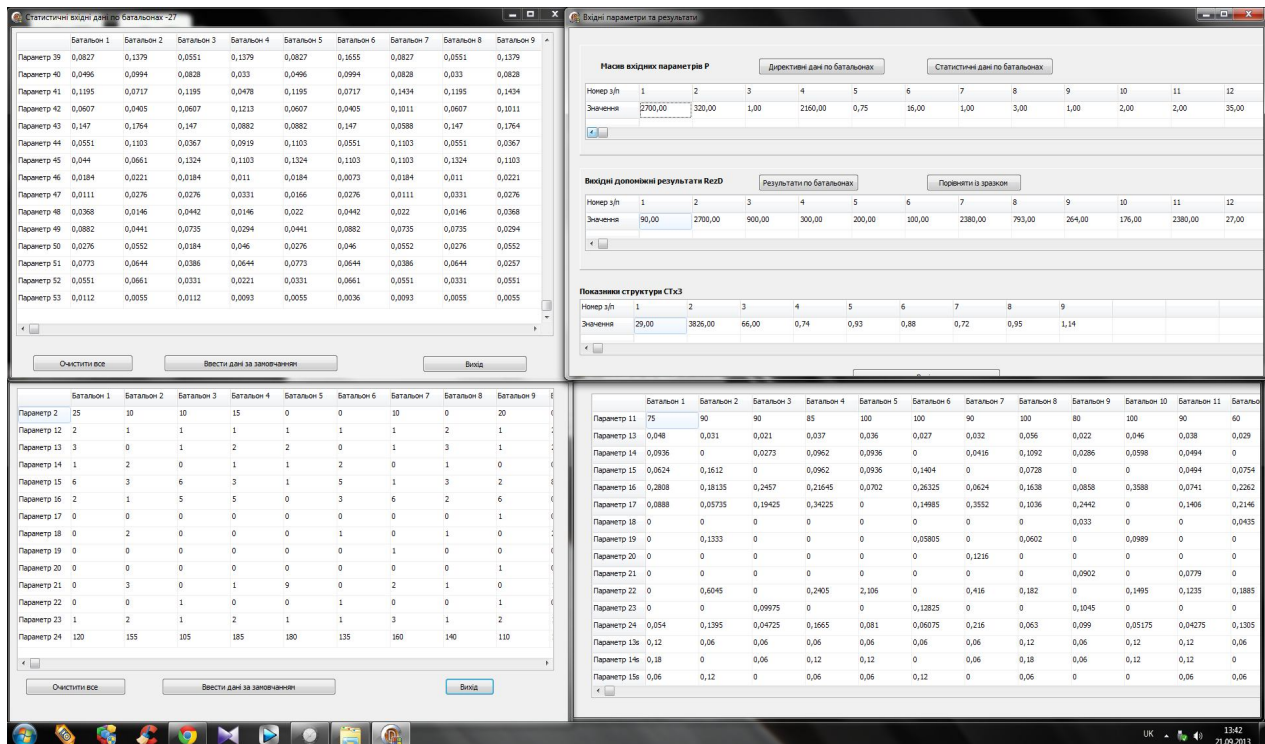 Статистичні вхідні дані по батальонах -27
Батальон 1 Батальон 2 Батальон 3 Батальон 4 Батальон 5 Батальон 6 Батальон 7 Батальон 8 Батальон 9
Параметр 39 0,0827 0,1379 0,0551 0,1379 0,0827 0,1655 0,0827 0,0551 0,1379
Параметр 40 0,0496 0,0994 0,0828 0,033 0,0496 0,0994 0,0828 0,033 0,0828
Параметр 41 0,1195 0,0717 0,1195 0,0478 0,1195 0,0717 0,1434 0,1195 0,1434
Параметр 42 0,0607 0,0405 0,0607 0,1213 0,0607 0,0405 0,1011 0,0607 0,1011
Параметр 43 0,147 0,1764 0,147 0,0882 0,0882 0,147 0,0588 0,147 0,1764
Параметр 44 0,0551 0,1103 0,0367 0,0919 0,1103 0,0551 0,1103 0,0551 0,0367
Параметр 45 0,044 0,0661 0,1324 0,1103 0,1324 0,1103 0,1103 0,1324 0,1103
Параметр 46 0,0184 0,0221 0,0184 0,011 0,0184 0,0073 0,0184 0,011 0,0221
Параметр 47 0,0111 0,0276 0,0276 0,0331 0,0166 0,0276 0,0111 0,0331 0,0276
Параметр 48 0,0368 0,0146 0,0442 0,0146 0,022 0,0442 0,022 0,0146 0,0368
Параметр 49 0,0882 0,0441 0,0735 0,0294 0,0441 0,0882 0,0735 0,0735 0,0294
Параметр 50 0,0276 0,0552 0,0184 0,046 0,0276 0,046 0,0552 0,0276 0,0552
Параметр 51 0,0773 0,0644 0,0386 0,0644 0,0773 0,0644 0,0386 0,0644 0,0257
Параметр 52 0,0551 0,0661 0,0331 0,0221 0,0331 0,0661 0,0551 0,0331 0,0551
Параметр 53 0,0112 0,0055 0,0112 0,0093 0,0055 0,0036 0,0093 0,0055 0,0055
Очистити все Ввести дані за замовчанням Вихід
Вхідні параметри та результати
Масив вхідних параметрів P Директивні дані по батальонах Статистичні дані по батальонах
Номер з/п 1 2 3 4 5 6 7 8 9 10 11 12
Значення 2700,00 320,00 1,00 2160,00 0,75 16,00 1,00 3,00 1,00 2,00 2,00 35,00
Вихідні допоміжні результати RezD Результати по батальонах Порівняти із зразком
Номер з/п 1 2 3 4 5 6 7 8 9 10 11 12
Значення 90,00 2700,00 900,00 300,00 200,00 100,00 2380,00 793,00 264,00 176,00 2380,00 27,00
Показники структури СТх3
Номер з/п 1 2 3 4 5 6 7 8 9
Значення 29,00 3826,00 66,00 0,74 0,93 0,88 0,72 0,95 1,14
Батальон 1 Батальон 2 Батальон 3 Батальон 4 Батальон 5 Батальон 6 Батальон 7 Батальон 8 Батальон 9
Параметр 2 25 10 10 15 0 0 10 0 20
Параметр 12 2 1 1 1 1 1 1 2 1
Параметр 13 3 0 1 2 2 0 1 3 1
Параметр 14 1 2 0 1 1 2 0 1 0
Параметр 15 6 3 6 3 1 5 1 3 2
Параметр 16 2 1 5 5 0 3 6 2 6
Параметр 17 0 0 0 0 0 0 0 0 1
Параметр 18 0 2 0 0 0 1 0 1 0
Параметр 19 0 0 0 0 0 0 1 0 0
Параметр 20 0 0 0 0 0 0 0 0 1
Параметр 21 0 3 0 1 9 0 2 1 0
Параметр 22 0 0 1 0 0 1 0 0 1
Параметр 23 1 2 1 2 1 1 3 1 2
Параметр 24 120 155 105 185 180 135 160 140 110
Очистити все Ввести дані за замовчанням Вихід
Батальон 1 Батальон 2 Батальон 3 Батальон 4 Батальон 5 Батальон 6 Батальон 7 Батальон 8 Батальон 9 Батальон 10 Батальон 11 Батальо
Параметр 11 75 90 90 85 100 100 90 100 80 100 90 60
Параметр 13 0,048 0,031 0,021 0,037 0,036 0,027 0,032 0,056 0,022 0,046 0,038 0,029
Параметр 14 0,0936 0 0,0273 0,0962 0,0936 0 0,0416 0,1092 0,0286 0,0598 0,0494 0
Параметр 15 0,0624 0,1612 0 0,0962 0,0936 0,1404 0 0,0728 0 0 0,0494 0,0754
Параметр 16 0,2808 0,18135 0,2457 0,21645 0,0702 0,26325 0,0624 0,1638 0,0858 0,3588 0,0741 0,2262
Параметр 17 0,0888 0,05735 0,19425 0,34225 0 0,14985 0,3552 0,1036 0,2442 0 0,1406 0,2146
Параметр 18 0 0 0 0 0 0 0 0 0,033 0 0 0,0435
Параметр 19 0 0,1333 0 0 0 0,05805 0 0,0602 0 0,0989 0 0
Параметр 20 0 0 0 0 0 0 0,1216 0 0 0 0 0
Параметр 21 0 0 0 0 0 0 0 0 0,0902 0 0,0779 0
Параметр 22 0 0,6045 0 0,2405 2,106 0 0,416 0,182 0 0,1495 0,1235 0,1885
Параметр 23 0 0 0,09975 0 0 0,12825 0 0 0,1045 0 0 0
Параметр 24 0,054 0,1395 0,04725 0,1665 0,081 0,06075 0,216 0,063 0,099 0,05175 0,04275 0,1305
Параметр 13s 0,12 0,06 0,06 0,06 0,06 0,06 0,06 0,12 0,06 0,12 0,12 0,06
Параметр 14s 0,18 0 0,06 0,12 0,12 0 0,06 0,18 0,06 0,12 0,12 0
Параметр 15s 0,06 0,12 0 0,06 0,06 0,12 0 0,06 0 0 0,06 0,06
UK 13:42
21.09.2013